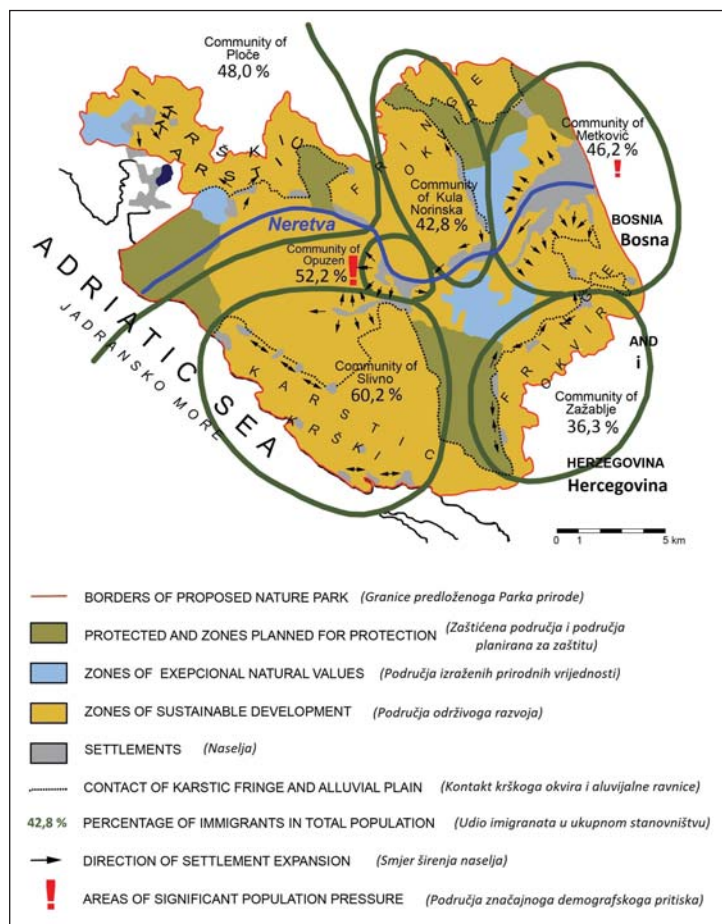 Community of
Ploče
48,0 %
Community of
Metković
46,2 %
!
KRŠKI
KARSTIC
FRINGE
OKVIR
FRINGE
OKVIR
Community
of Kula
Norinska
42,8 %
BOSNIA
Bosna
Neretva
Community of
Opuzen
52,2 %
!
ADRIATIC SEA
JADRANSKO MORE
Community of
Slivno
60,2 %
KARSTIC
KRŠKI
FRINGE
OKVIR
AND
i
Community of
Zažablje
36,3 %
HERZEGOVINA
Hercegovina
0 1 5 km
BORDERS OF PROPOSED NATURE PARK (Granice predloženoga Parka prirode)
PROTECTED AND ZONES PLANNED FOR PROTECTION (Zaštićena područja i područja
planirana za zaštitu)
ZONES OF EXEPCIONAL NATURAL VALUES (Područja izraženih prirodnih vrijednosti)
ZONES OF SUSTAINABLE DEVELOPMENT (Područja održivoga razvoja)
SETTLEMENTS (Naselja)
CONTACT OF KARSTIC FRINGE AND ALLUVIAL PLAIN (Kontakt krškoga okvira i aluvijalne ravnice)
42,8 % PERCENTAGE OF IMMIGRANTS IN TOTAL POPULATION (Udio imigranata u ukupnom stanovništvu)
DIRECTION OF SETTLEMENT EXPANSION (Smjer širenja naselja)
! AREAS OF SIGNIFICANT POPULATION PRESSURE (Područja značajnoga demografskoga pritiska)